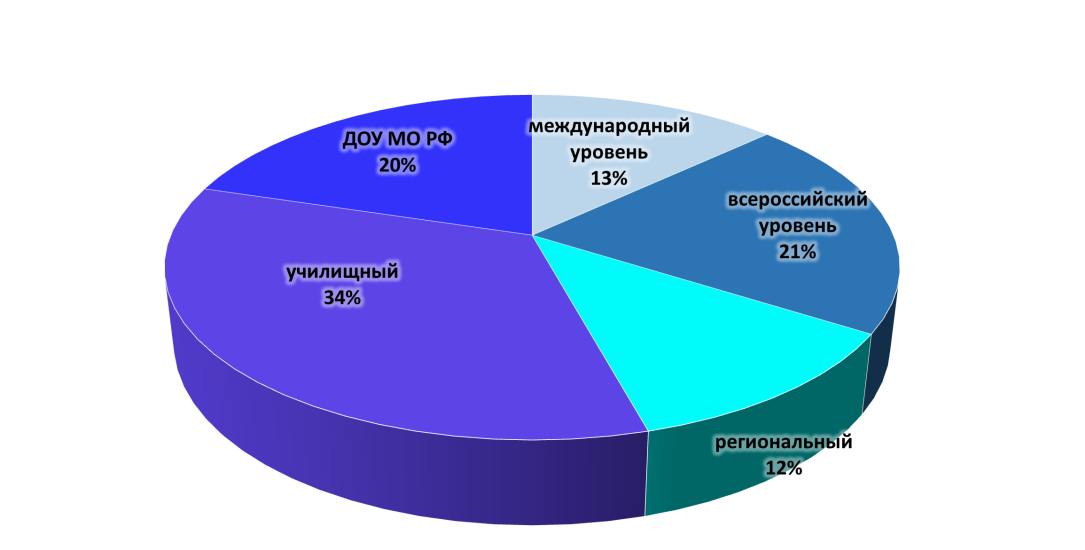 ДОУ МО РФ
20%
международный
уровень
13%
всероссийский
уровень
21%
училищный
34%
региональный
12%